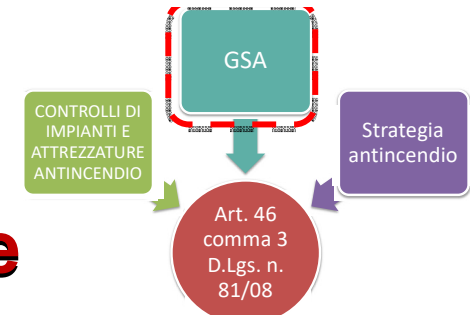 GSA
CONTROLLI DI
IMPIANTI E
ATTREZZATURE
ANTINCENDIO
Strategia
antincendio
Art. 46
comma 3
D.Lgs. n.
81/08
e